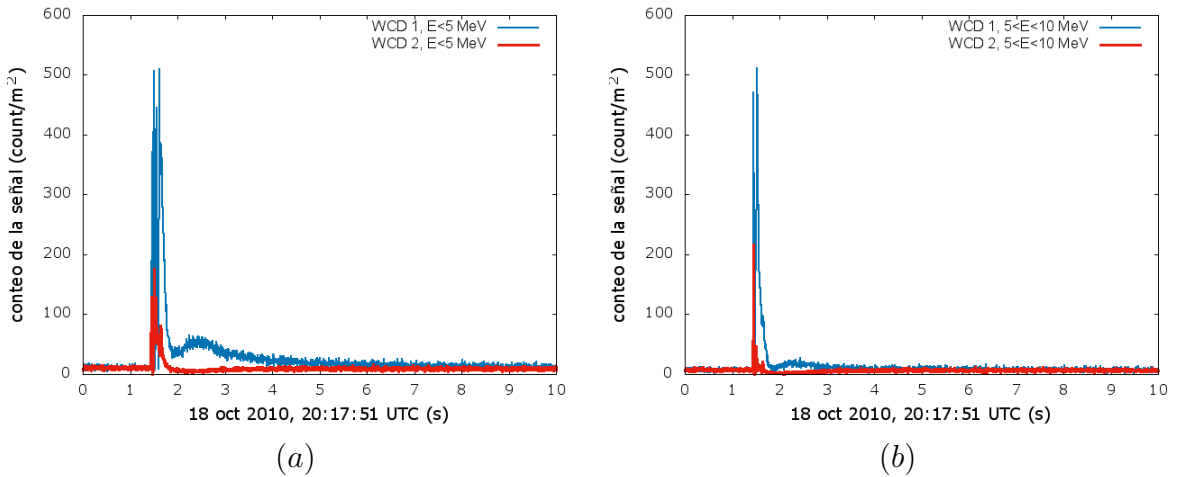 600
500
400
300
200
100
0
conteo de la señal (count/m²)
WCD 1, E<5 MeV
WCD 2, E<5 MeV
0 1 2 3 4 5 6 7 8 9 10
18 oct 2010, 20:17:51 UTC (s)
(a)
600
500
400
300
200
100
0
conteo de la señal (count/m²)
WCD 1, 5<E<10 MeV
WCD 2, 5<E<10 MeV
0 1 2 3 4 5 6 7 8 9 10
18 oct 2010, 20:17:51 UTC (s)
(b)